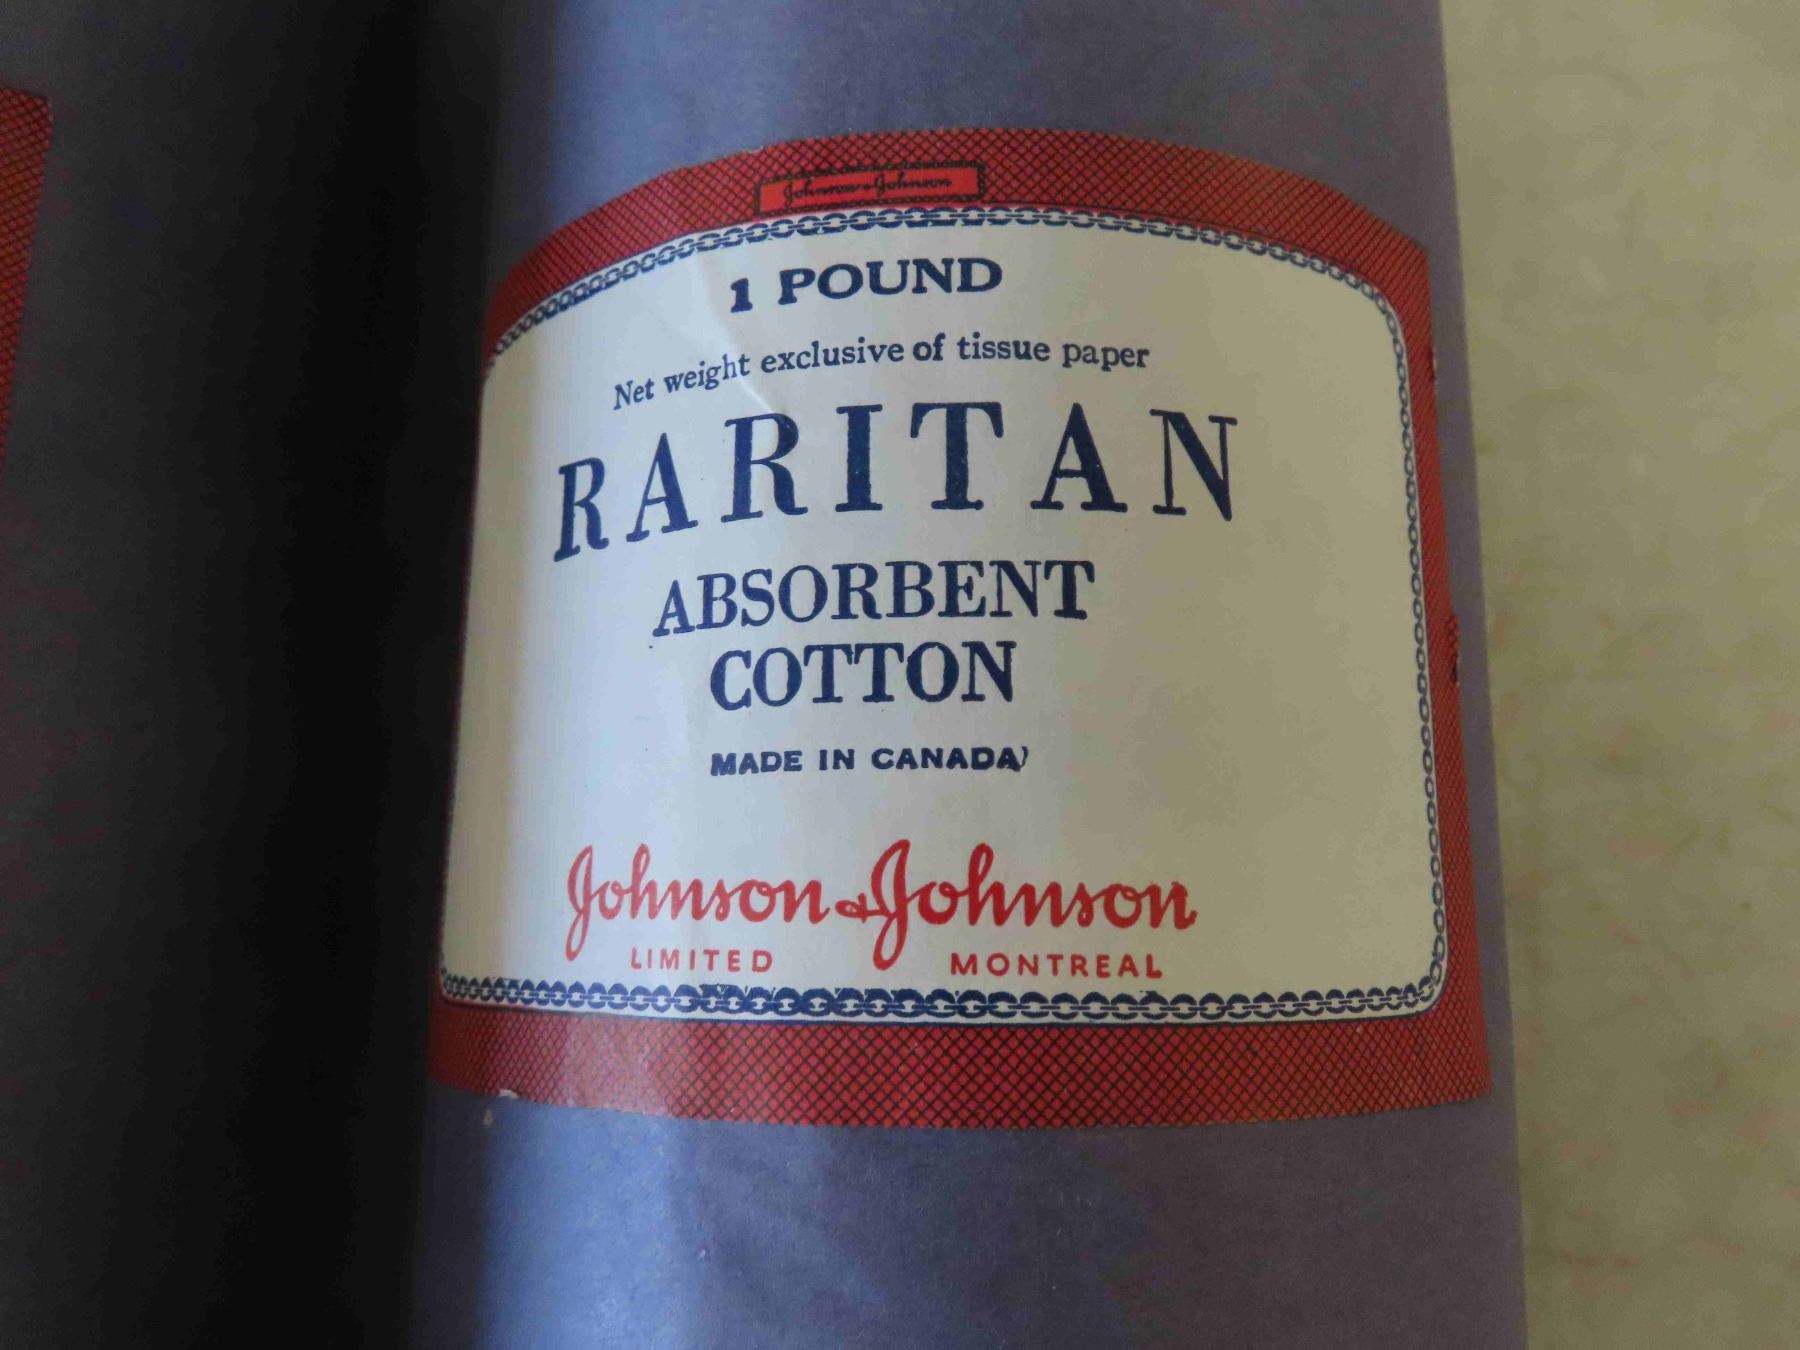 Johnson & Johnson
1 POUND
Net weight exclusive of tissue paper
RARITAN
ABSORBENT
COTTON
MADE IN CANADA
Johnson & Johnson
LIMITED MONTREAL